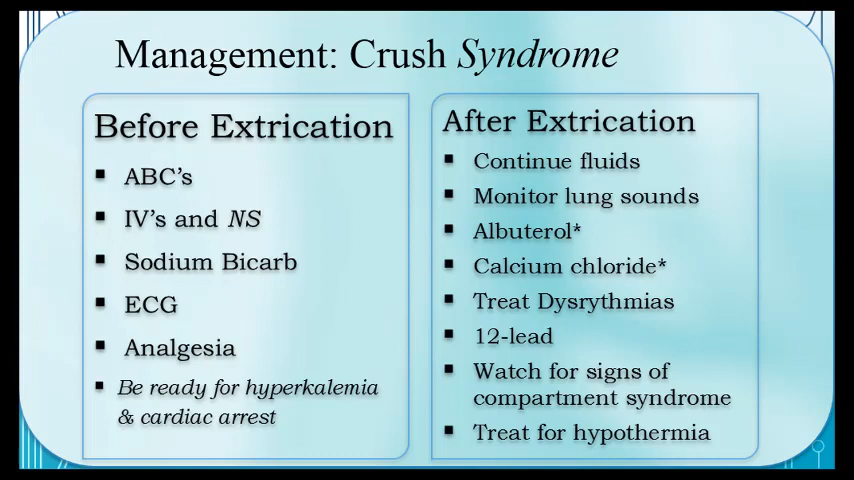 Management: Crush Syndrome
Before Extrication
▪ ABC's
▪ IV's and NS
▪ Sodium Bicarb
▪ ECG
▪ Analgesia
▪ Be ready for hyperkalemia
& cardiac arrest
After Extrication
▪ Continue fluids
▪ Monitor lung sounds
▪ Albuterol*
▪ Calcium chloride*
▪ Treat Dysrythmias
▪ 12-lead
▪ Watch for signs of
compartment syndrome
▪ Treat for hypothermia